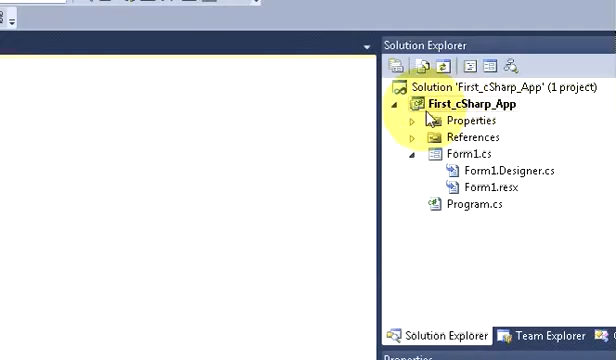 Solution Explorer
Solution 'First_cSharp_App' (1 project)
First_cSharp_App
Properties
References
Form1.cs
Form1.Designer.cs
Form1.resx
Program.cs
Solution Explorer Team Explorer
Properties